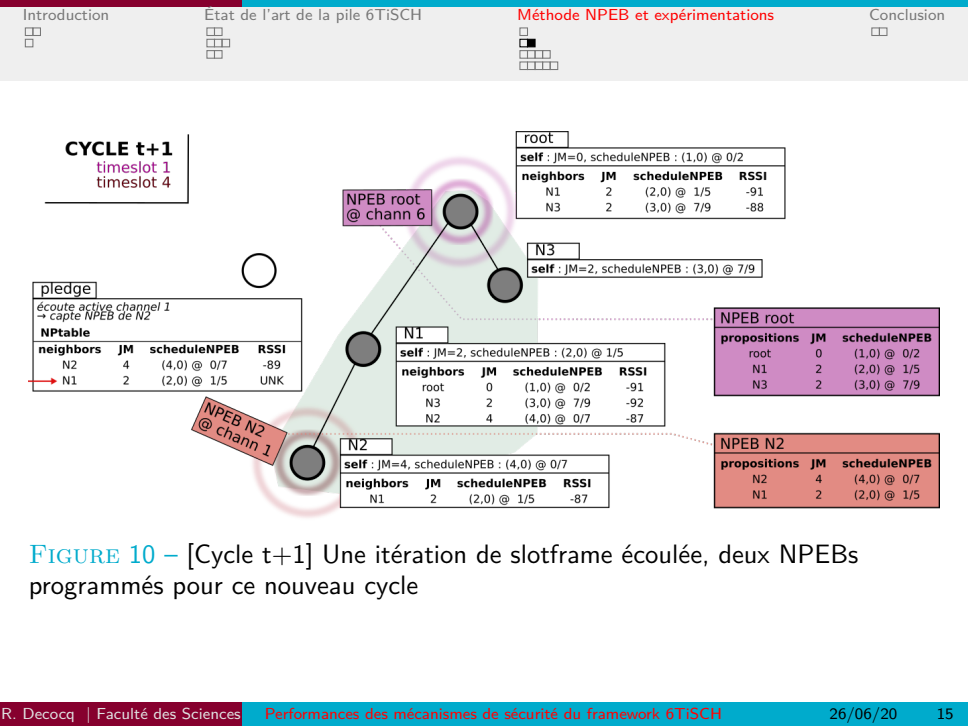 Introduction État de l'art de la pile 6TiSCH Méthode NPEB et expérimentations Conclusion
CYCLE t+1
timeslot 1
timeslot 4
root
self : JM=0, scheduleNPEB : (1,0) @ 0/2
neighbors JM scheduleNPEB RSSI
N1 2 (2,0) @ 1/5 -91
N3 2 (3,0) @ 7/9 -88
NPEB root
@ chann 6
N3
self : JM=2, scheduleNPEB : (3,0) @ 7/9
pledge
écoute active channel 1
→ capte NPEB de N2
NPtable
neighbors JM scheduleNPEB RSSI
N2 4 (4,0) @ 0/7 -89
N1 2 (2,0) @ 1/5 UNK
N1
self : JM=2, scheduleNPEB : (2,0) @ 1/5
neighbors JM scheduleNPEB RSSI
root 0 (1,0) @ 0/2 -91
N3 2 (3,0) @ 7/9 -92
N2 4 (4,0) @ 0/7 -87
NPEB root
propositions JM scheduleNPEB
root 0 (1,0) @ 0/2
N1 2 (2,0) @ 1/5
N3 2 (3,0) @ 7/9
NPEB N2
@ chann 1
N2
self : JM=4, scheduleNPEB : (4,0) @ 0/7
neighbors JM scheduleNPEB RSSI
N1 2 (2,0) @ 1/5 -87
NPEB N2
propositions JM scheduleNPEB
N2 4 (4,0) @ 0/7
N1 2 (2,0) @ 1/5
Figure 10 – [Cycle t+1] Une itération de slotframe écoulée, deux NPEBs
programmés pour ce nouveau cycle
R. Decocq | Faculté des Sciences Performances des mécanismes de sécurité du framework 6TiSCH 26/06/20 15